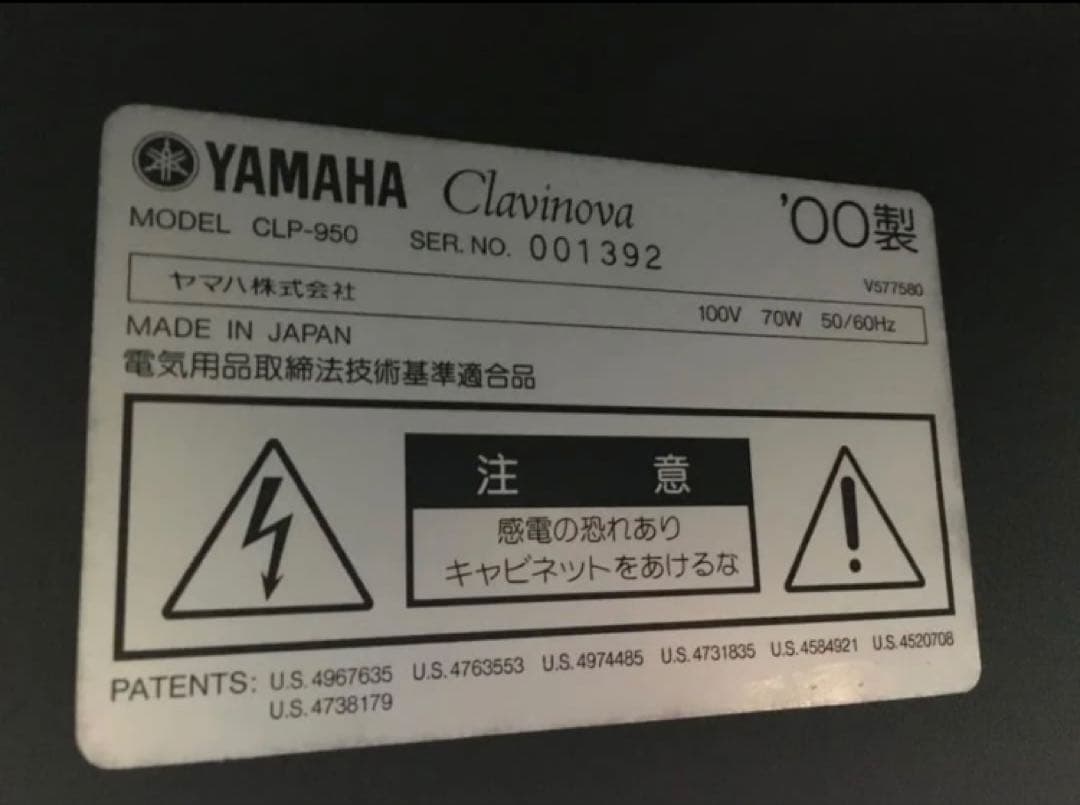 YAMAHA Clavinova '00製
MODEL CLP-950 SER. NO. 001392
V577580
ヤマハ株式会社 100V 70W 50/60Hz
MADE IN JAPAN
電気用品取締法技術基準適合品
注意
感電の恐れあり
キャビネットをあけるな
PATENTS: U.S. 4967635 U.S. 4763553 U.S. 4974485 U.S. 4731835 U.S. 4584921 U.S. 4520708
U.S. 4738179